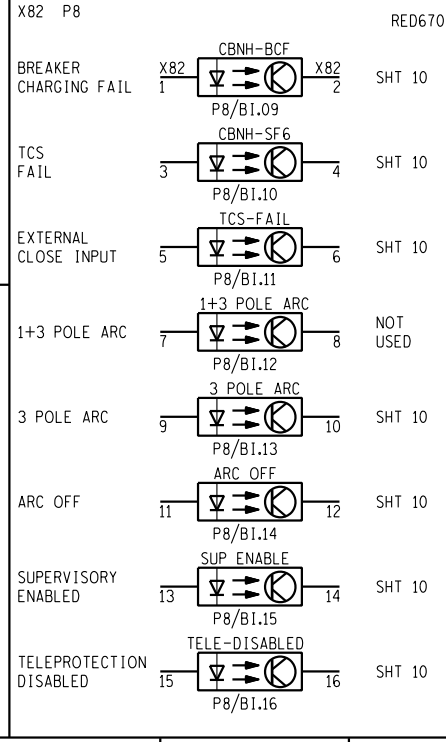 X82 P8
RED670
CBNH-BCF
BREAKER
CHARGING FAIL
X82
1
X82
2
SHT 10
P8/BI.09
CBNH-SF6
TCS
FAIL
3
4
SHT 10
P8/BI.10
TCS-FAIL
EXTERNAL
CLOSE INPUT
5
6
SHT 10
P8/BI.11
1+3 POLE ARC
1+3 POLE ARC
7
8
NOT
USED
P8/BI.12
3 POLE ARC
3 POLE ARC
9
10
SHT 10
P8/BI.13
ARC OFF
ARC OFF
11
12
SHT 10
P8/BI.14
SUP ENABLE
SUPERVISORY
ENABLED
13
14
SHT 10
P8/BI.15
TELE-DISABLED
TELEPROTECTION
DISABLED
15
16
SHT 10
P8/BI.16